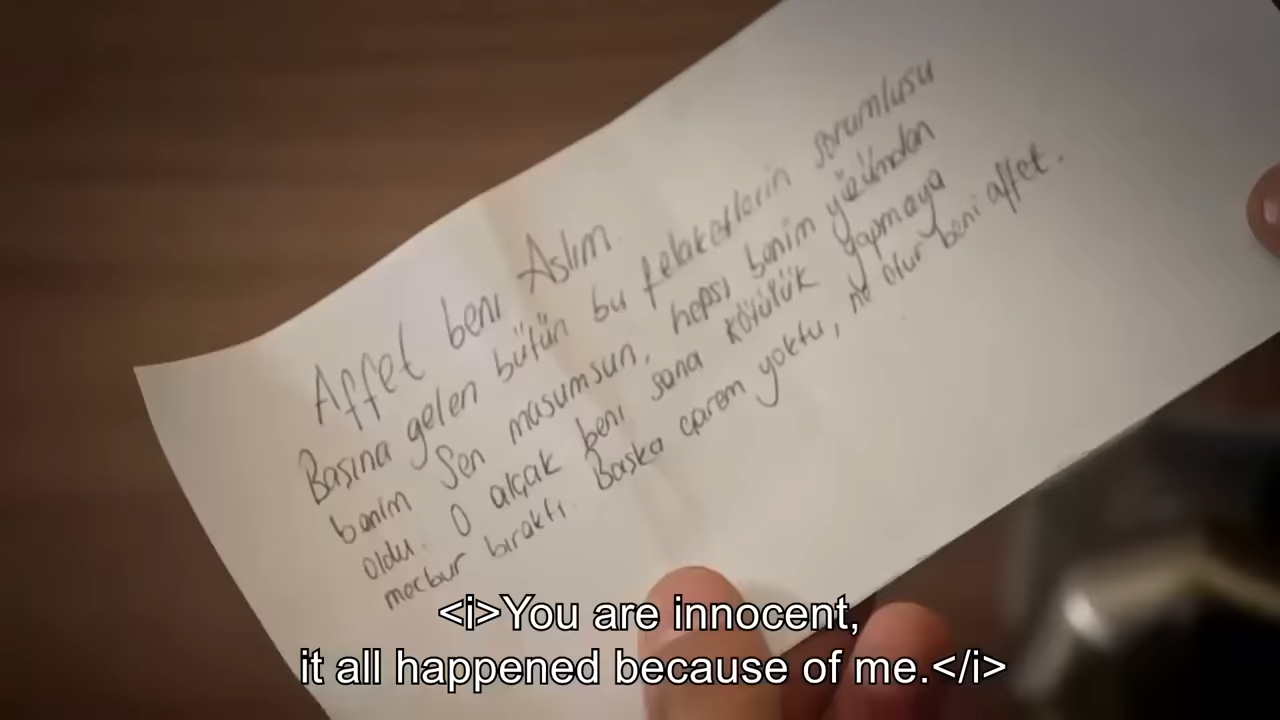 Affet beni Aslım.
Başına gelen bütün bu felaketlerin sorumlusu
benim Sen masumsun, hepsi benim yüzünden
oldu. O alçak beni sana kötülük yapmaya
mecbur bıraktı. Başka çarem yoktu, ne olur beni affet.
<i>You are innocent,
it all happened because of me.</i>